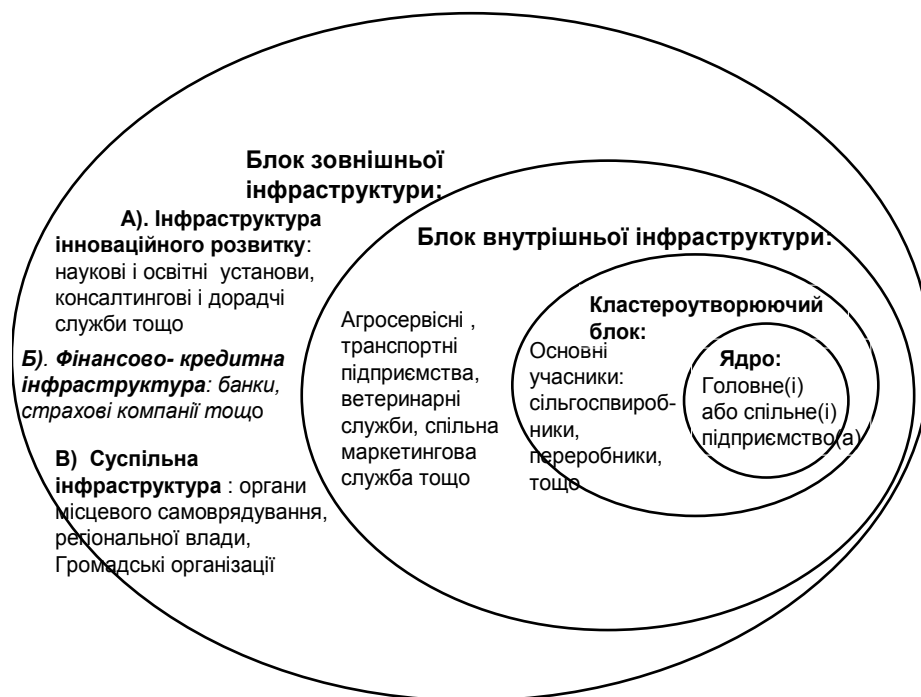 Блок зовнішньої
інфраструктури:
А). Інфраструктура
інноваційного розвитку:
наукові і освітні установи,
консалтингові і дорадчі
служби тощо
Б). Фінансово- кредитна
інфраструктура: банки,
страхові компанії тощо
В) Суспільна
інфраструктура : органи
місцевого самоврядування,
регіональної влади,
Громадські організації
Блок внутрішньої інфраструктури:
Агросервісні ,
транспортні
підприємства,
ветеринарні
служби, спільна
маркетингова
служба тощо
Кластероутворюючий
блок:
Основні
учасники:
сільгоспвироб-
ники,
переробники,
тощо
Ядро:
Головне(і)
або спільне(і)
підприємство(а)